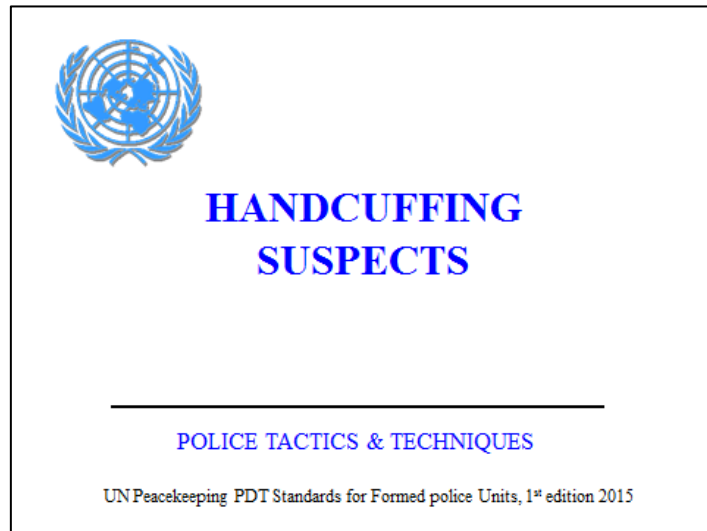 HANDCUFFING
SUSPECTS
POLICE TACTICS & TECHNIQUES
UN Peacekeeping PDT Standards for Formed police Units, 1st edition 2015